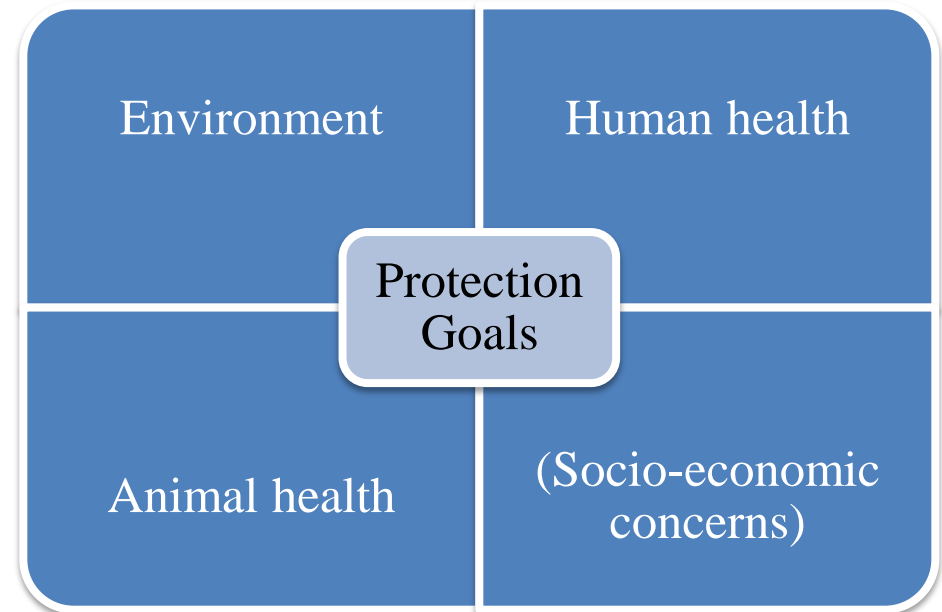 Environment
Human health
Protection
Goals
Animal health
(Socio-economic
concerns)